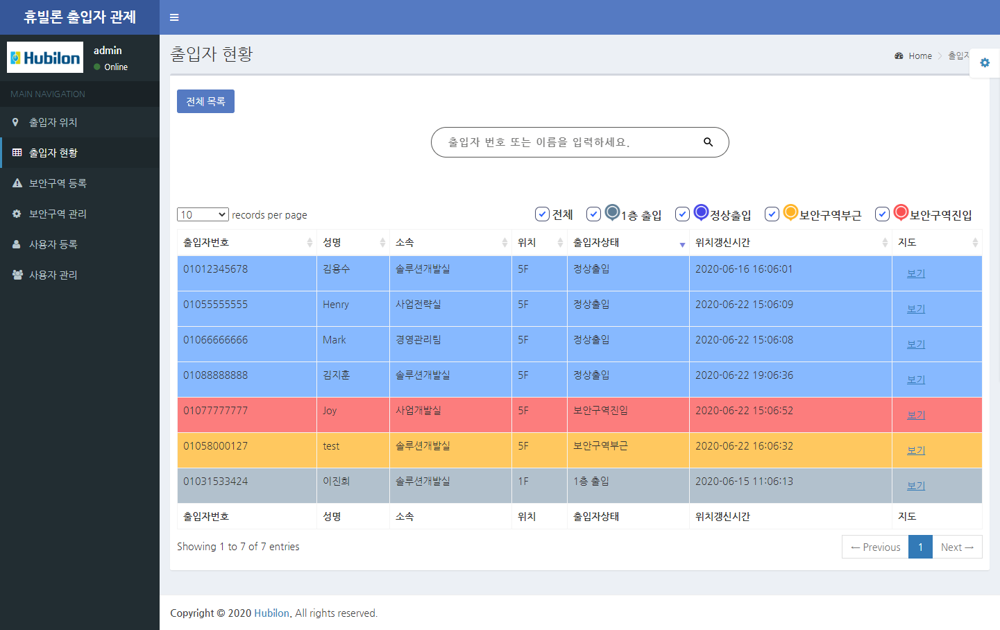 휴빌론 출입자 관제
Hubilon
admin
Online
MAIN NAVIGATION
출입자 위치
출입자 현황
보안구역 등록
보안구역 관리
사용자 등록
사용자 관리
출입자 현황
Home > 출입자
전체 목록
출입자 번호 또는 이름을 입력하세요.
10 records per page
전체 1층 출입 정상출입 보안구역부근 보안구역진입
출입자번호 성명 소속 위치 출입자상태 위치갱신시간 지도
01012345678 김용수 솔루션개발실 5F 정상출입 2020-06-16 16:06:01 보기
01055555555 Henry 사업전략실 5F 정상출입 2020-06-22 15:06:09 보기
01066666666 Mark 경영관리팀 5F 정상출입 2020-06-22 15:06:08 보기
01088888888 김지훈 솔루션개발실 5F 정상출입 2020-06-22 19:06:36 보기
01077777777 Joy 사업개발실 5F 보안구역진입 2020-06-22 15:06:52 보기
01058000127 test 솔루션개발실 5F 보안구역부근 2020-06-22 16:06:32 보기
01031533424 이진희 솔루션개발실 1F 1층 출입 2020-06-15 11:06:13 보기
출입자번호 성명 소속 위치 출입자상태 위치갱신시간 지도
Showing 1 to 7 of 7 entries
← Previous 1 Next →
Copyright © 2020 Hubilon. All rights reserved.